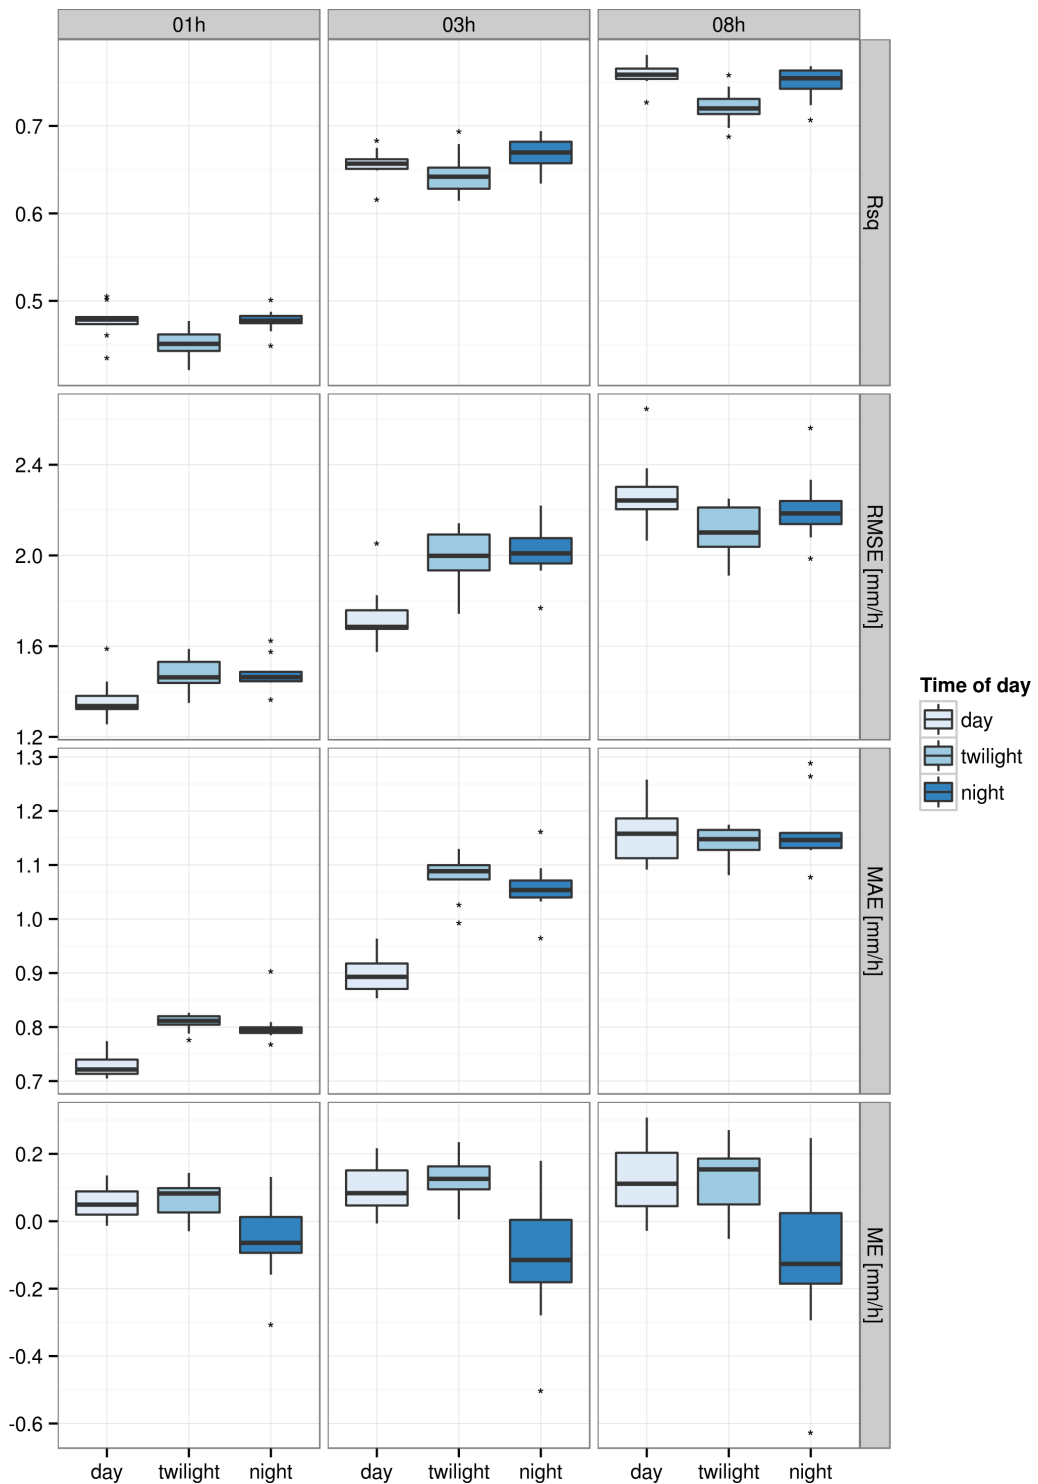 01h 03h 08h
0.7
0.6
0.5
Rsq
2.4
2.0
1.6
1.2
RMSE [mm/h]
1.3
1.2
1.1
1.0
0.9
0.8
0.7
MAE [mm/h]
0.2
0.0
-0.2
-0.4
-0.6
ME [mm/h]
day twilight night day twilight night day twilight night
Time of day
day
twilight
night